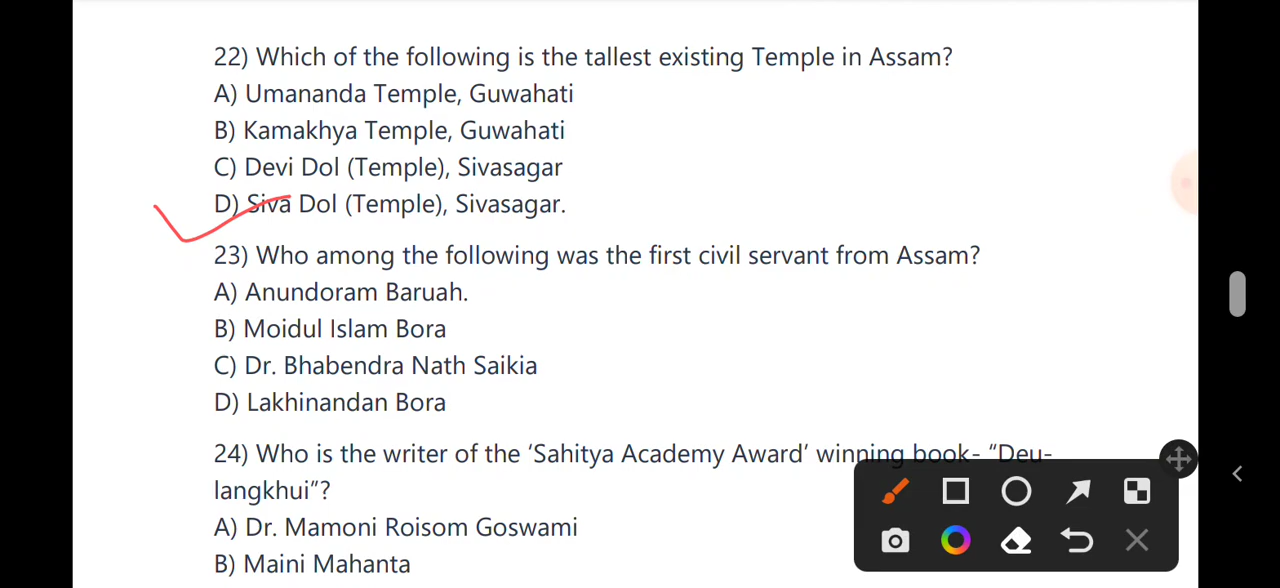 22) Which of the following is the tallest existing Temple in Assam?
A) Umananda Temple, Guwahati
B) Kamakhya Temple, Guwahati
C) Devi Dol (Temple), Sivasagar
D) Siva Dol (Temple), Sivasagar.
23) Who among the following was the first civil servant from Assam?
A) Anundoram Baruah.
B) Moidul Islam Bora
C) Dr. Bhabendra Nath Saikia
D) Lakhinandan Bora
24) Who is the writer of the ‘Sahitya Academy Award’ winning book- “Deu-
langkhui”?
A) Dr. Mamoni Roisom Goswami
B) Maini Mahanta